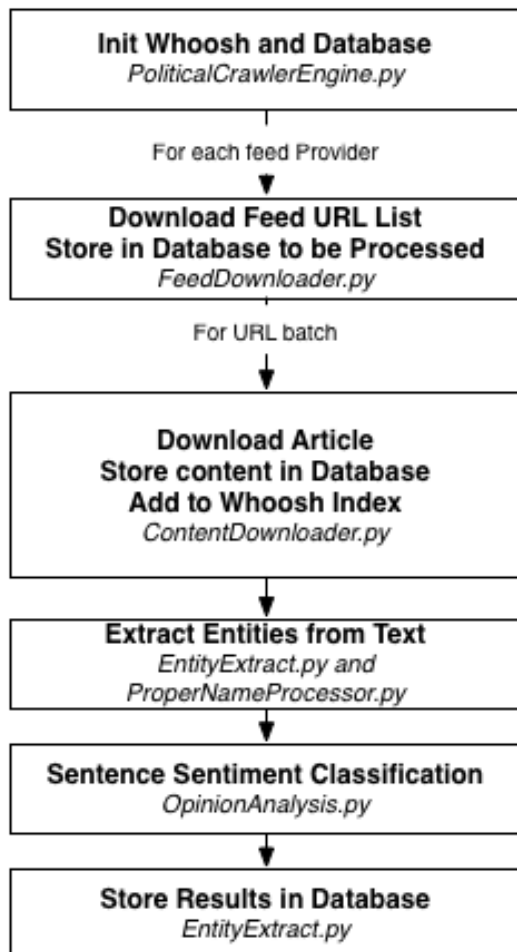 Init Whoosh and Database
PoliticalCrawlerEngine.py
For each feed Provider
Download Feed URL List
Store in Database to be Processed
FeedDownloader.py
For URL batch
Download Article
Store content in Database
Add to Whoosh Index
ContentDownloader.py
Extract Entities from Text
EntityExtract.py and
ProperNameProcessor.py
Sentence Sentiment Classification
OpinionAnalysis.py
Store Results in Database
EntityExtract.py